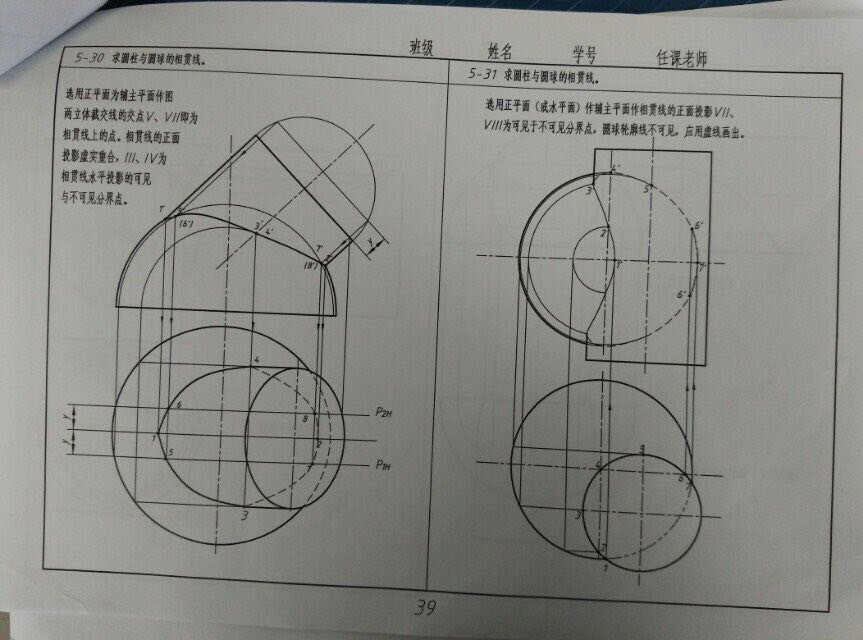 班级 姓名 学号 任课老师
5-30 求圆柱与圆球的相贯线。
选用正平面为辅主平面作图
两立体截交线的交点V、VII即为
相贯线上的点。相贯线的正面
投影虚实重合，III、IV为
相贯线水平投影的可见
与不可见分界点。
1'
(6')
3'
4'
7'
(8')
2'
Y
4
6
8
P2H
Y
1
2
Y
5
P1H
3
5-31 求圆柱与圆球的相贯线。
选用正平面（或水平面）作辅主平面作相贯线的正面投影VII、
VIII为可见于不可见分界点，圆球轮廓线不可见，应用虚线画出。
4'
3'
5'
2'
6'
1'
7'
6'
5
4
6
7
3
2
1
39